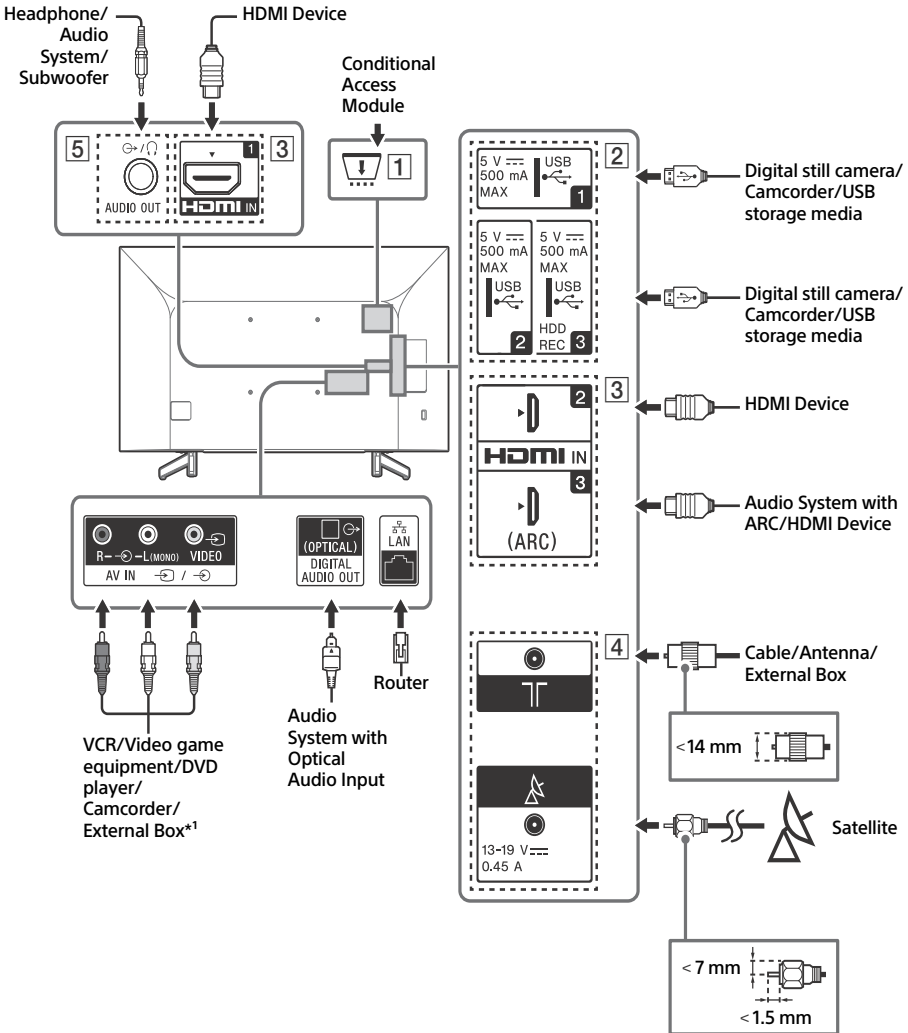 Headphone/
Audio
System/
Subwoofer
HDMI Device
Conditional
Access
Module
5
AUDIO OUT
1
HDMI IN
3
1
2
5 V
500 mA
MAX
USB
1
Digital still camera/
Camcorder/USB
storage media
5 V
500 mA
MAX
USB
2
5 V
500 mA
MAX
USB
HDD
REC 3
Digital still camera/
Camcorder/USB
storage media
3
2
HDMI IN
3
(ARC)
HDMI Device
Audio System with
ARC/HDMI Device
R -L(MONO) VIDEO
AV IN /
(OPTICAL)
DIGITAL
AUDIO OUT
LAN
VCR/Video game
equipment/DVD
player/
Camcorder/
External Box*1
Audio
System with
Optical
Audio Input
Router
4
Cable/Antenna/
External Box
<14 mm
13-19 V
0.45 A
Satellite
<7 mm
<1.5 mm